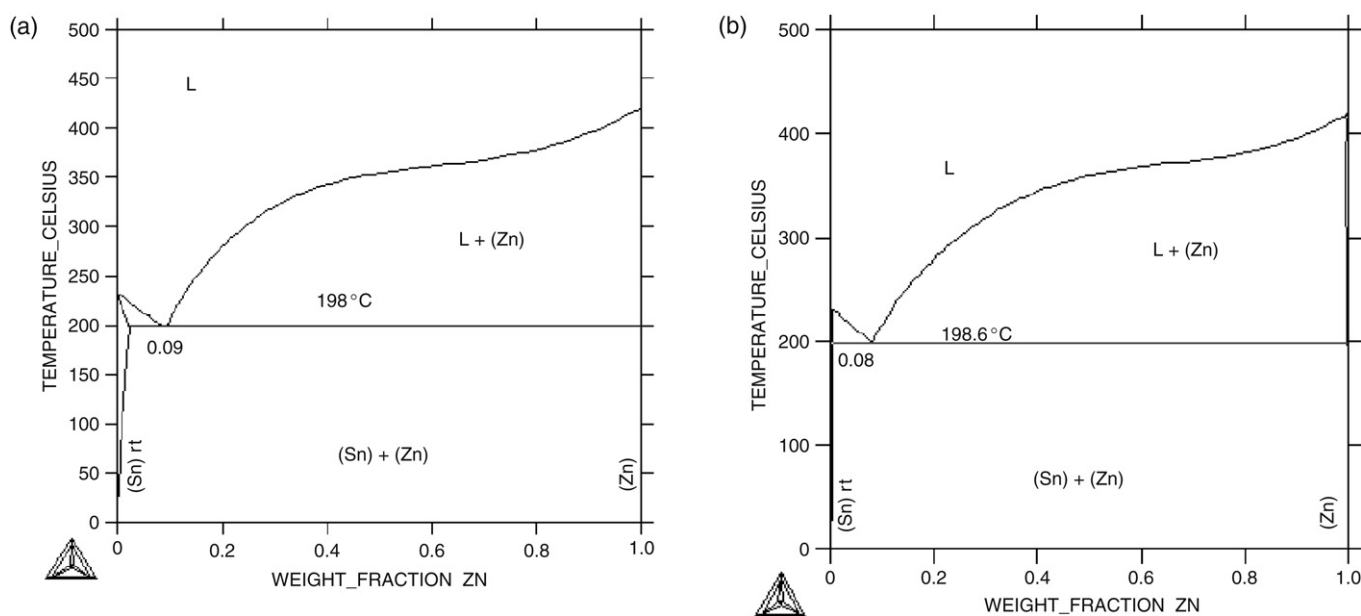 (a)
500
450
400
350
300
250
200
150
100
50
0
TEMPERATURE_CELSIUS
L
L + (Zn)
198°C
0.09
(Sn) + (Zn)
(Sn) rt
(Zn)
0 0.2 0.4 0.6 0.8 1.0
WEIGHT_FRACTION ZN
(b)
500
400
300
200
100
0
TEMPERATURE_CELSIUS
L
L + (Zn)
198.6°C
0.08
(Sn) + (Zn)
(Sn) rt
(Zn)
0 0.2 0.4 0.6 0.8 1.0
WEIGHT_FRACTION ZN